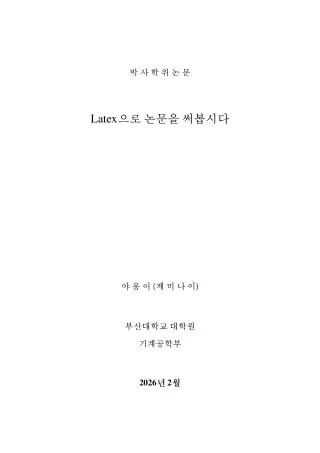 박 사 학 위 논 문
Latex으로 논문을 써봅시다
야 옹 이 (제 미 나 이)
부산대학교 대학원
기계공학부
2026년 2월